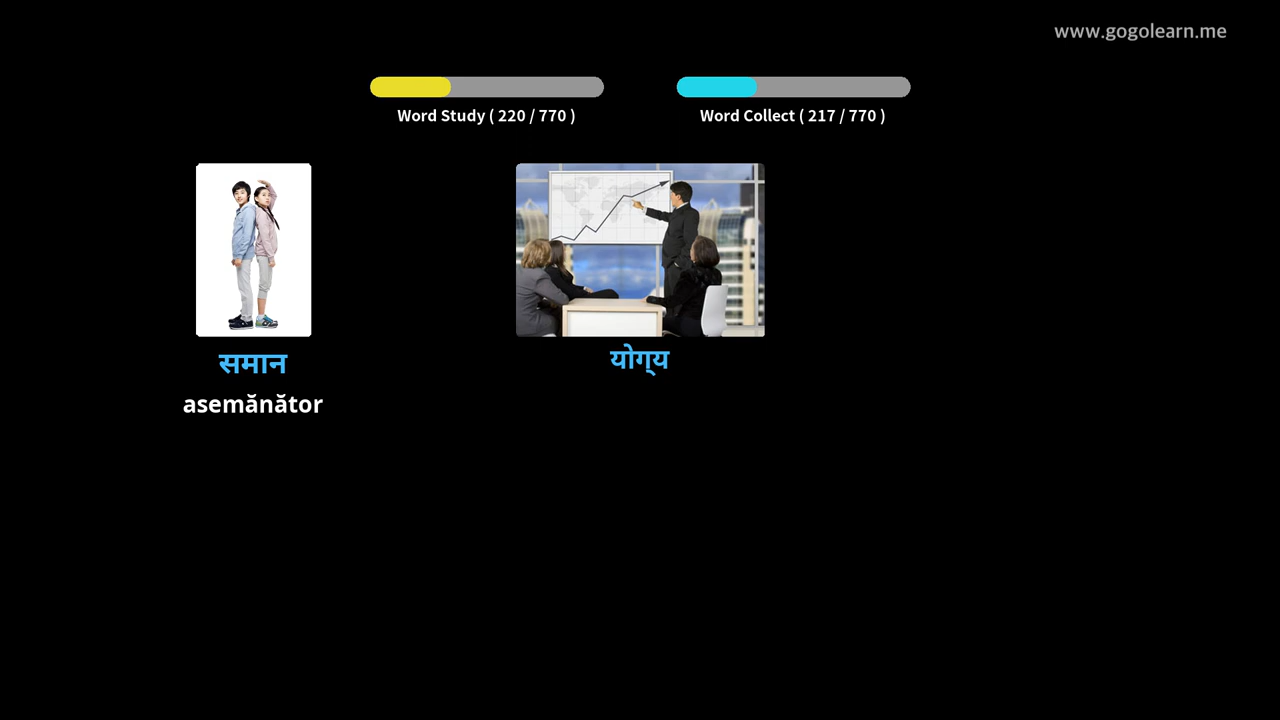 www.gogolearn.me
Word Study ( 220 / 770 )
Word Collect ( 217 / 770 )
समान
asemănător
योग्य